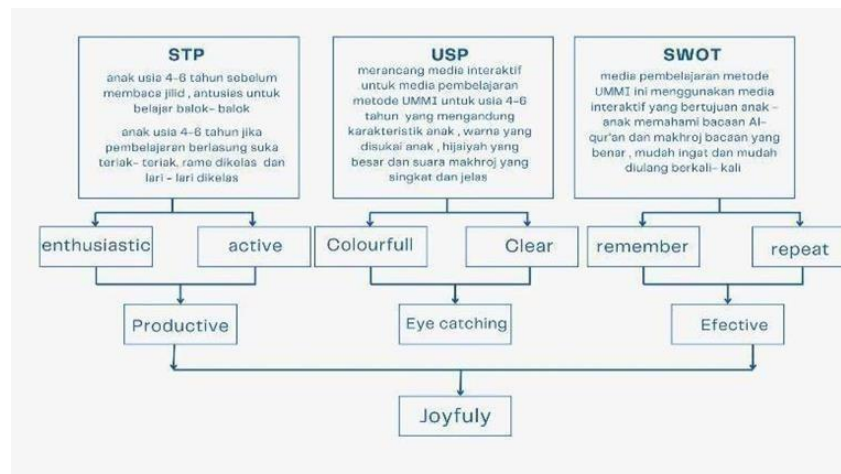 STP
anak usia 4-6 tahun sebelum
membaca jilid , antusias untuk
belajar balok- balok
anak usia 4-6 tahun jika
pembelajaran berlasung suka
teriak- teriak, rame dikelas dan
lari - lari dikelas
USP
merancang media interaktif
untuk media pembelajaran
metode UMMI untuk usia 4-6
tahun yang mengandung
karakteristik anak , warna yang
disukai anak , hijaiyah yang
besar dan suara makhroj yang
singkat dan jelas
SWOT
media pembelajaran metode
UMMI ini menggunakan media
interaktif yang bertujuan anak -
anak memahami bacaan Al-
qur'an dan makhroj bacaan yang
benar , mudah ingat dan mudah
diulang berkali- kali
enthusiastic
active
Colourfull
Clear
remember
repeat
Productive
Eye catching
Efective
Joyfuly